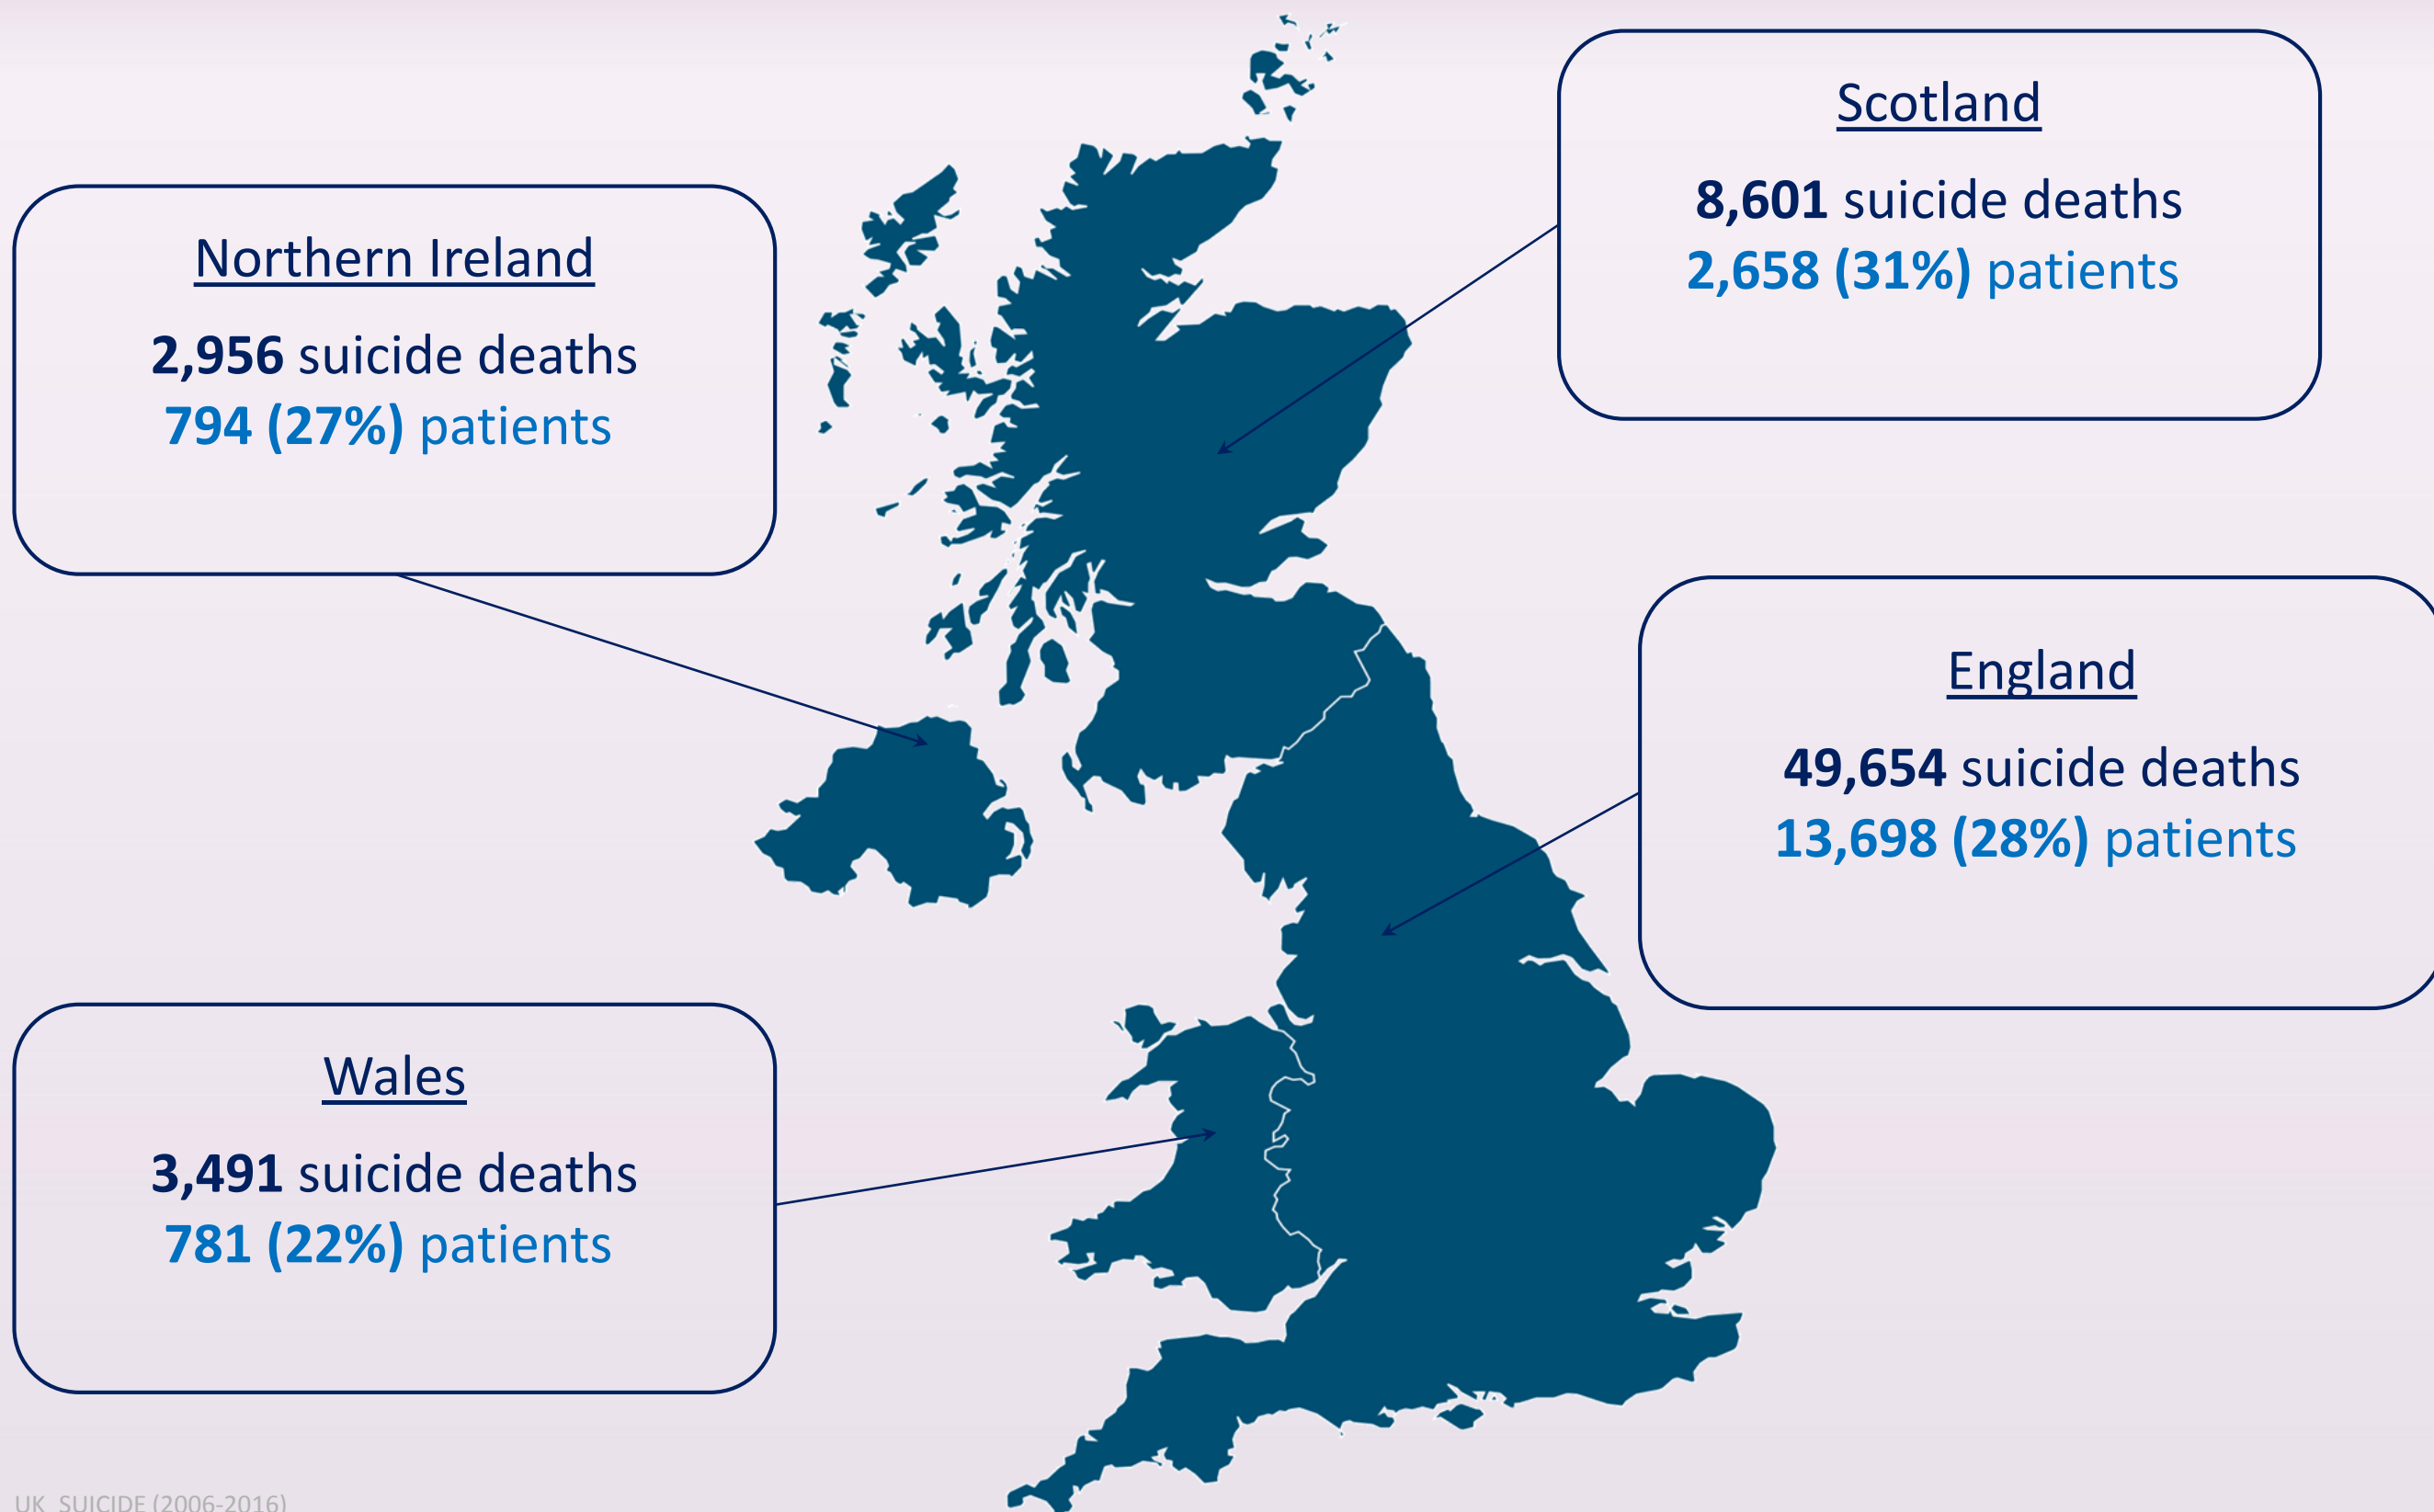 Scotland
8,601 suicide deaths
2,658 (31%) patients
Northern Ireland
2,956 suicide deaths
794 (27%) patients
England
49,654 suicide deaths
13,698 (28%) patients
Wales
3,491 suicide deaths
781 (22%) patients
UK SUICIDE (2006-2016)